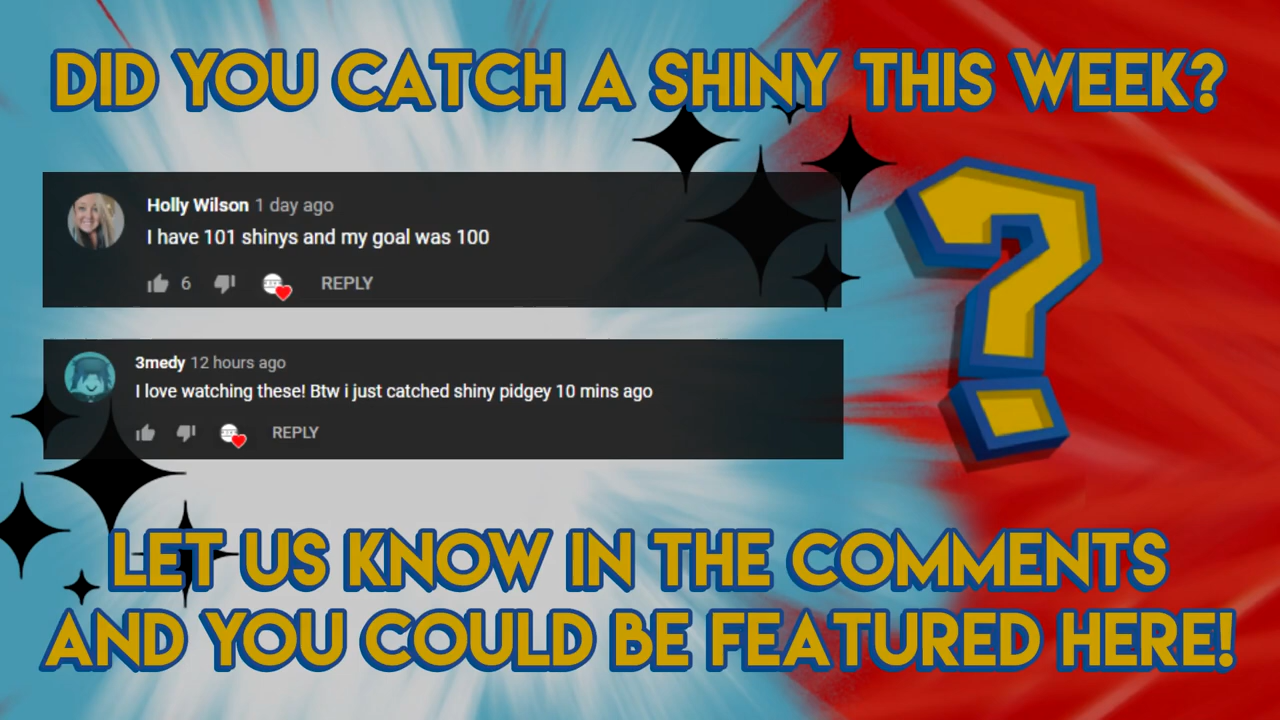 DID YOU CATCH A SHINY THIS WEEK?
Holly Wilson 1 day ago
I have 101 shinys and my goal was 100
6 REPLY
?
3medy 12 hours ago
I love watching these! Btw i just catched shiny pidgey 10 mins ago
REPLY
LET US KNOW IN THE COMMENTS
AND YOU COULD BE FEATURED HERE!